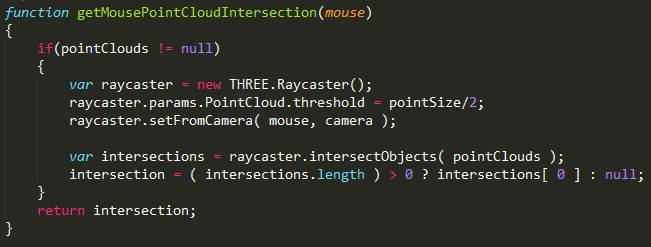 function getMousePointCloudIntersection(mouse)
{
    if(pointClouds != null)
    {
        var raycaster = new THREE.Raycaster();
        raycaster.params.PointCloud.threshold = pointSize/2;
        raycaster.setFromCamera( mouse, camera );

        var intersections = raycaster.intersectObjects( pointClouds );
        intersection = ( intersections.length ) > 0 ? intersections[ 0 ] : null;
    }
    return intersection;
}